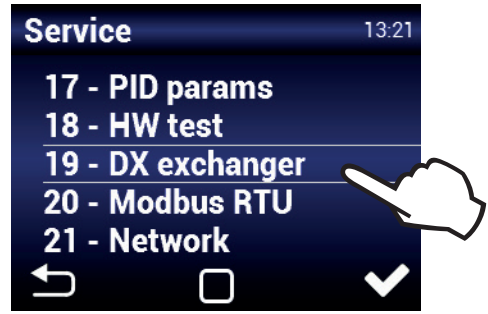 Service 13:21
17 - PID params
18 - HW test
19 - DX exchanger
20 - Modbus RTU
21 - Network